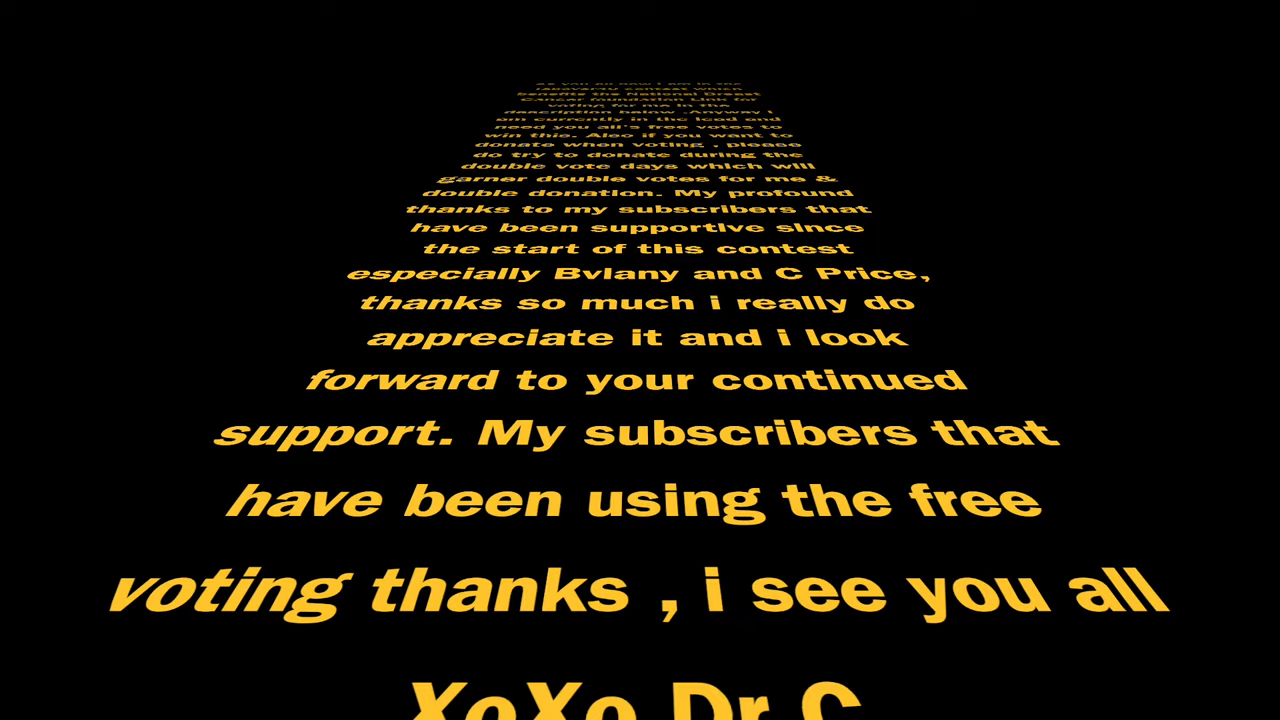 As you all now i am in the
contest which
benefits the National Breast
Cancer foundation Link for
voting for me in the
description below .Anyway i
am currently in the lead and
need you all's free votes to
win this. Also if you want to
donate when voting , please
do try to donate during the
double vote days which will
garner double votes for me &
double donation. My profound
thanks to my subscribers that
have been supportive since
the start of this contest
especially Bvlany and C Price,
thanks so much i really do
appreciate it and i look
forward to your continued
support. My subscribers that
have been using the free
voting thanks , i see you all
XoXo Dr C